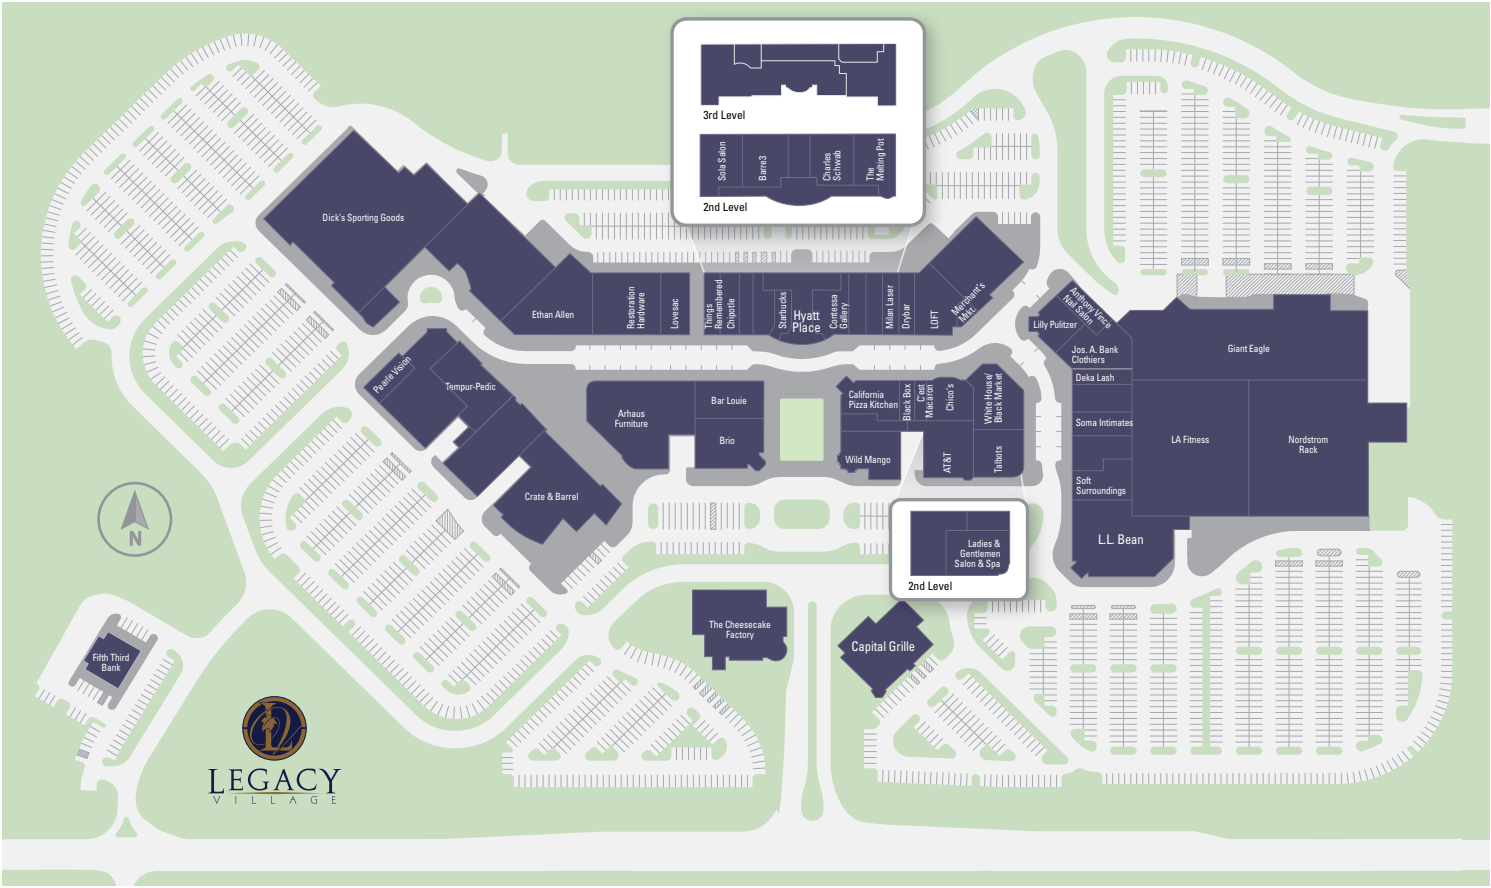 3rd Level
Sola Salon
Barre3
Charles
Schwab
The
Melting Pot
2nd Level
Dick's Sporting Goods
Ethan Allen
Restoration
Hardware
Lovesac
Things
Remembered
Chipotle
Starbucks
Hyatt
Place
Contessa
Gallery
Milan Laser
Drybar
LOFT
Merchant's
Mrkt.
Anthony Vince
Nail Salon
Lilly Pulitzer
Jos. A. Bank
Clothiers
Deka Lash
Soma Intimates
Soft
Surroundings
L.L. Bean
Giant Eagle
LA Fitness
Nordstrom
Rack
Pearle Vision
Tempur-Pedic
Crate & Barrel
Arhaus
Furniture
Bar Louie
Brio
California
Pizza Kitchen
Black Box
C'est
Macaron
Chico's
White House/
Black Market
Wild Mango
AT&T
Talbots
Ladies &
Gentlemen
Salon & Spa
2nd Level
N
The Cheesecake
Factory
Capital Grille
Fifth Third
Bank
LV
LEGACY
VILLAGE